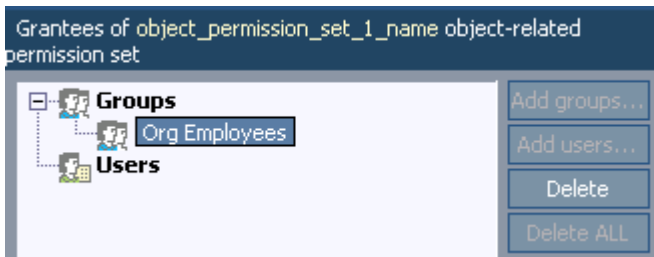 Grantees of object_permission_set_1_name object-related
permission set
Groups
Add groups...
Org Employees
Add users...
Users
Delete
Delete ALL